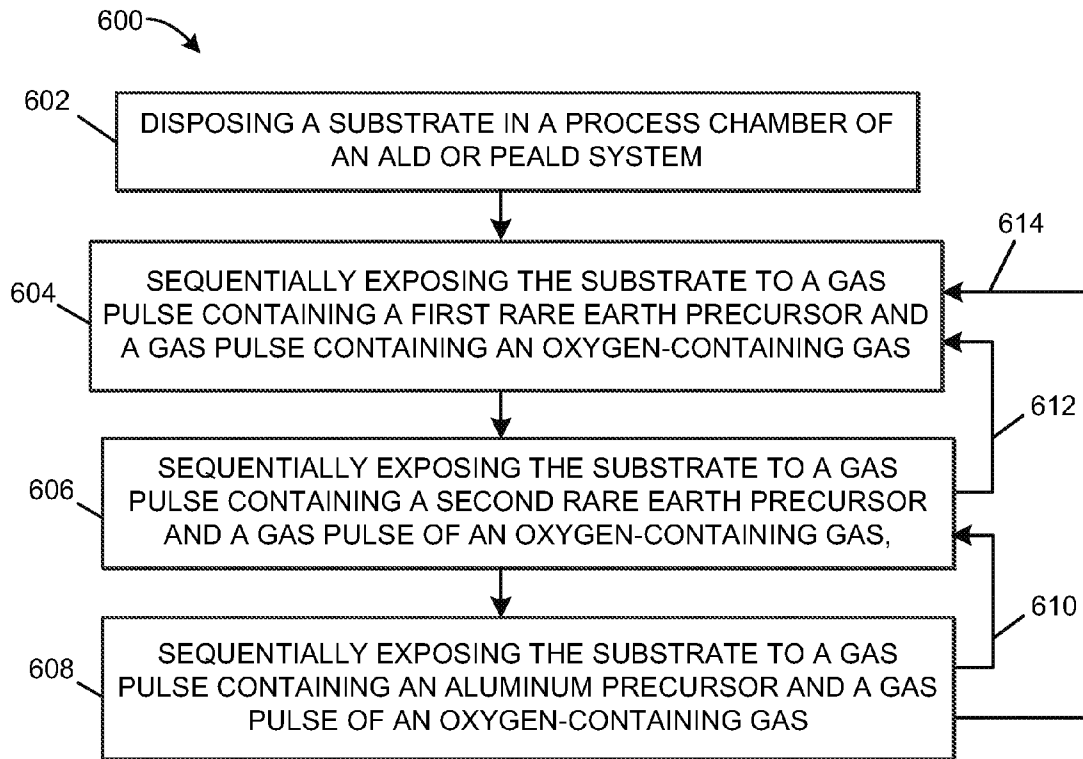 600
602
DISPOSING A SUBSTRATE IN A PROCESS CHAMBER OF
AN ALD OR PEALD SYSTEM
614
604
SEQUENTIALLY EXPOSING THE SUBSTRATE TO A GAS
PULSE CONTAINING A FIRST RARE EARTH PRECURSOR AND
A GAS PULSE CONTAINING AN OXYGEN-CONTAINING GAS
612
606
SEQUENTIALLY EXPOSING THE SUBSTRATE TO A GAS
PULSE CONTAINING A SECOND RARE EARTH PRECURSOR
AND A GAS PULSE OF AN OXYGEN-CONTAINING GAS,
610
608
SEQUENTIALLY EXPOSING THE SUBSTRATE TO A GAS
PULSE CONTAINING AN ALUMINUM PRECURSOR AND A GAS
PULSE OF AN OXYGEN-CONTAINING GAS